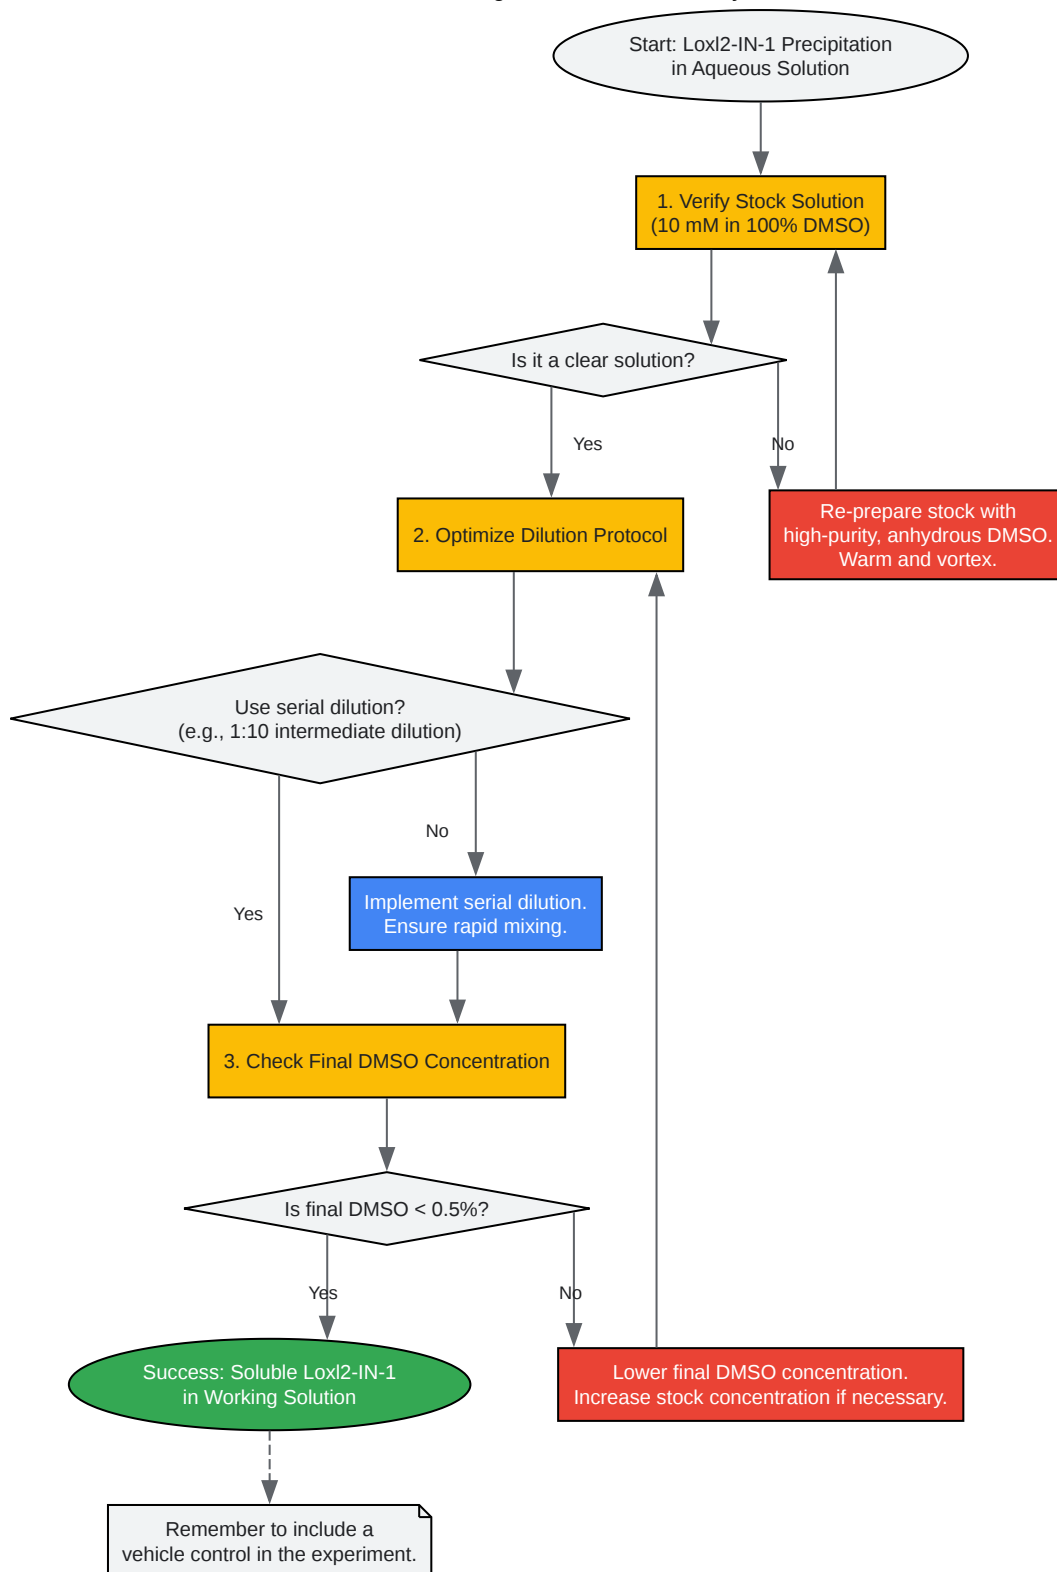 Start: Loxl2-IN-1 Precipitation
in Aqueous Solution
1. Verify Stock Solution
(10 mM in 100% DMSO)
Is it a clear solution?
Yes
No
Re-prepare stock with
high-purity, anhydrous DMSO.
Warm and vortex.
2. Optimize Dilution Protocol
Use serial dilution?
(e.g., 1:10 intermediate dilution)
No
Yes
Implement serial dilution.
Ensure rapid mixing.
3. Check Final DMSO Concentration
Is final DMSO < 0.5%?
Yes
No
Success: Soluble Loxl2-IN-1
in Working Solution
Lower final DMSO concentration.
Increase stock concentration if necessary.
Remember to include a
vehicle control in the experiment.